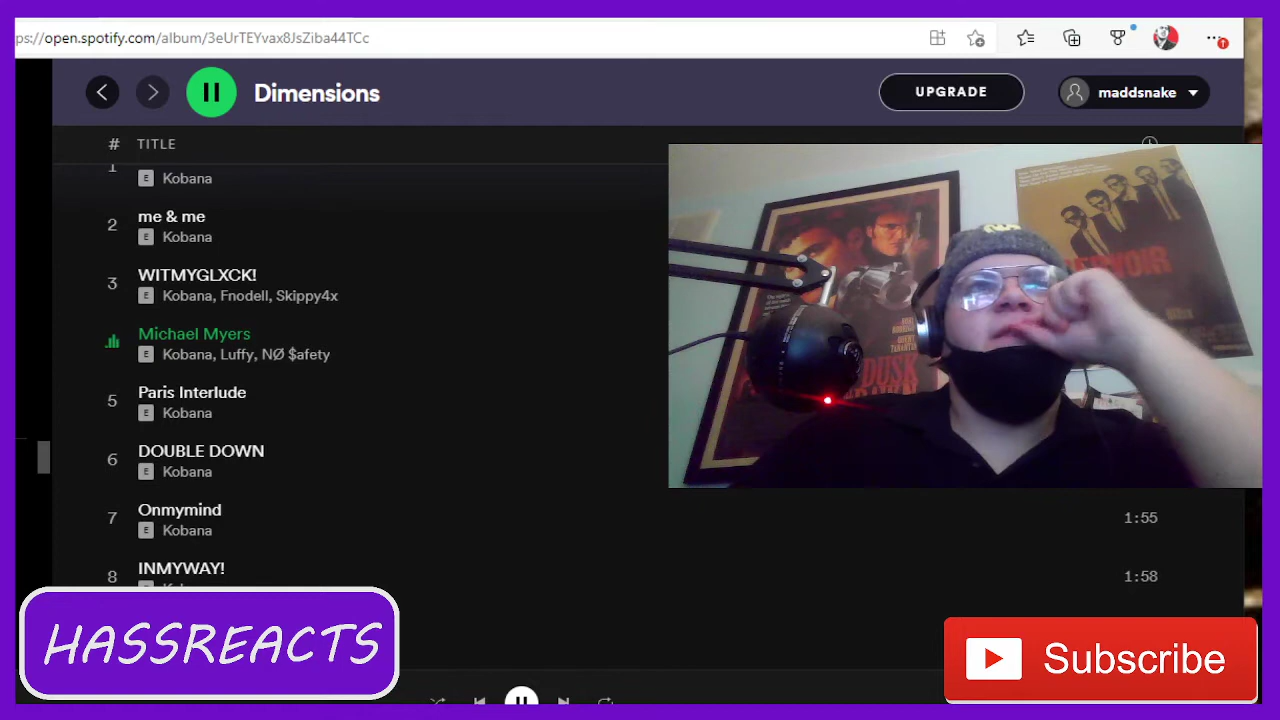 ps://open.spotify.com/album/3eUrTEYvax8JsZiba44TCc
Dimensions
UPGRADE
maddsnake
# TITLE
1
E Kobana
2
me & me
E Kobana
3
WITMYGLXCK!
E Kobana, Fnodell, Skippy4x
Michael Myers
E Kobana, Luffy, NØ $afety
5
Paris Interlude
E Kobana
6
DOUBLE DOWN
E Kobana
7
Onmymind
E Kobana
1:55
8
INMYWAY!
1:58
HASSREACTS
Subscribe
DUSK
TARANTINO